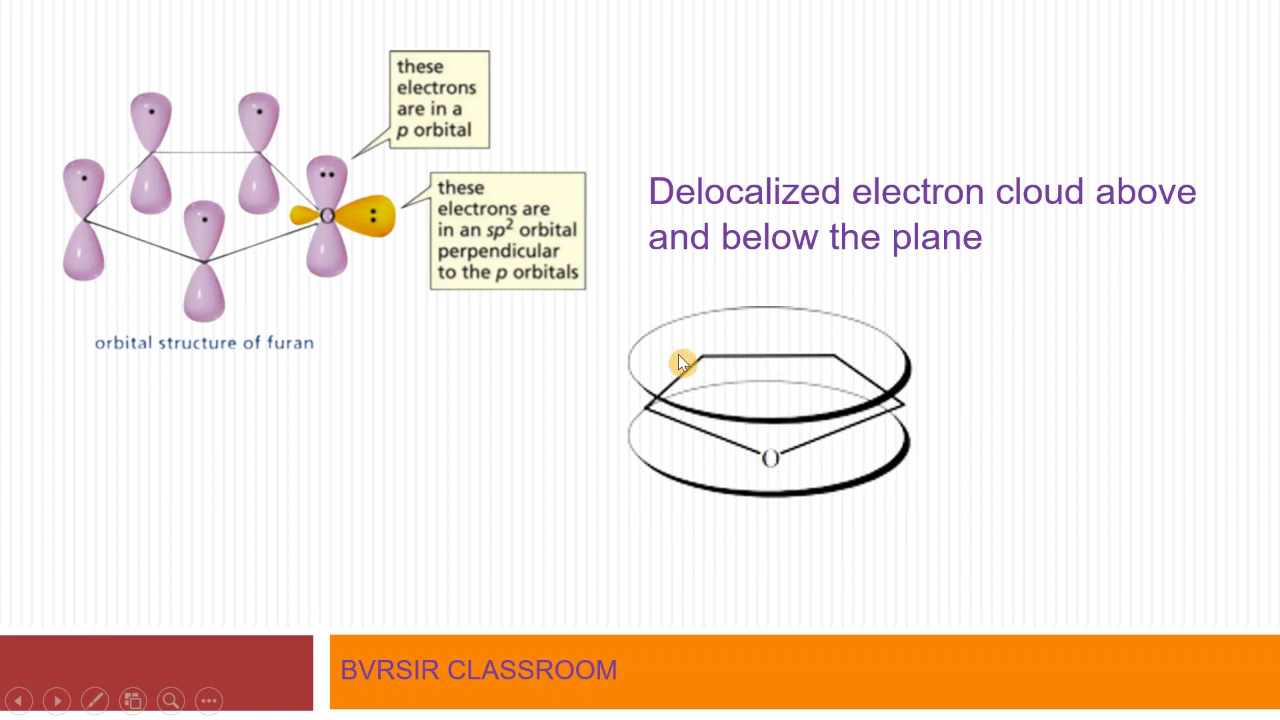 these
electrons
are in a
p orbital
these
electrons are
in an sp² orbital
perpendicular
to the p orbitals
O
orbital structure of furan
Delocalized electron cloud above
and below the plane
O
BVRSIR CLASSROOM